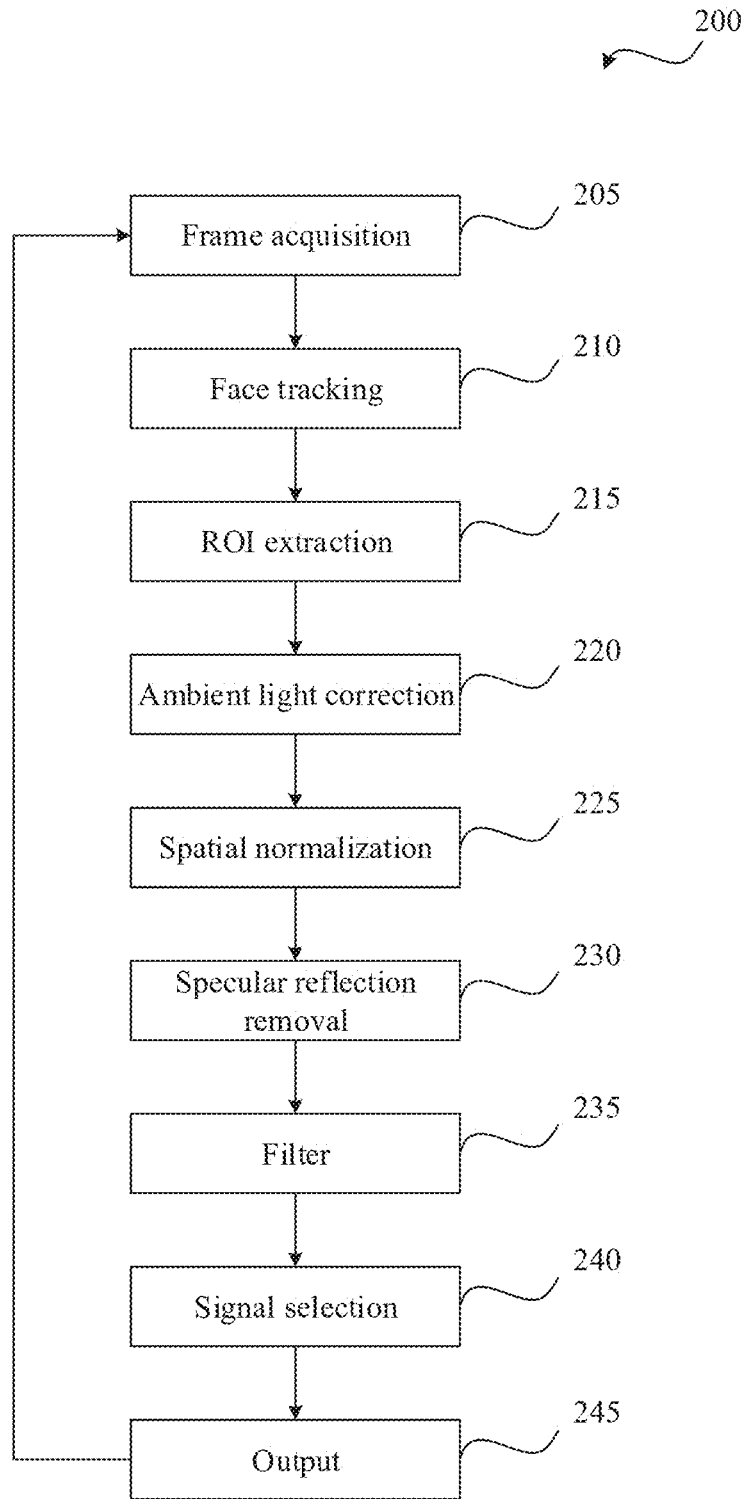 200
Frame acquisition
205
Face tracking
210
ROI extraction
215
Ambient light correction
220
Spatial normalization
225
Specular reflection
removal
230
Filter
235
Signal selection
240
Output
245